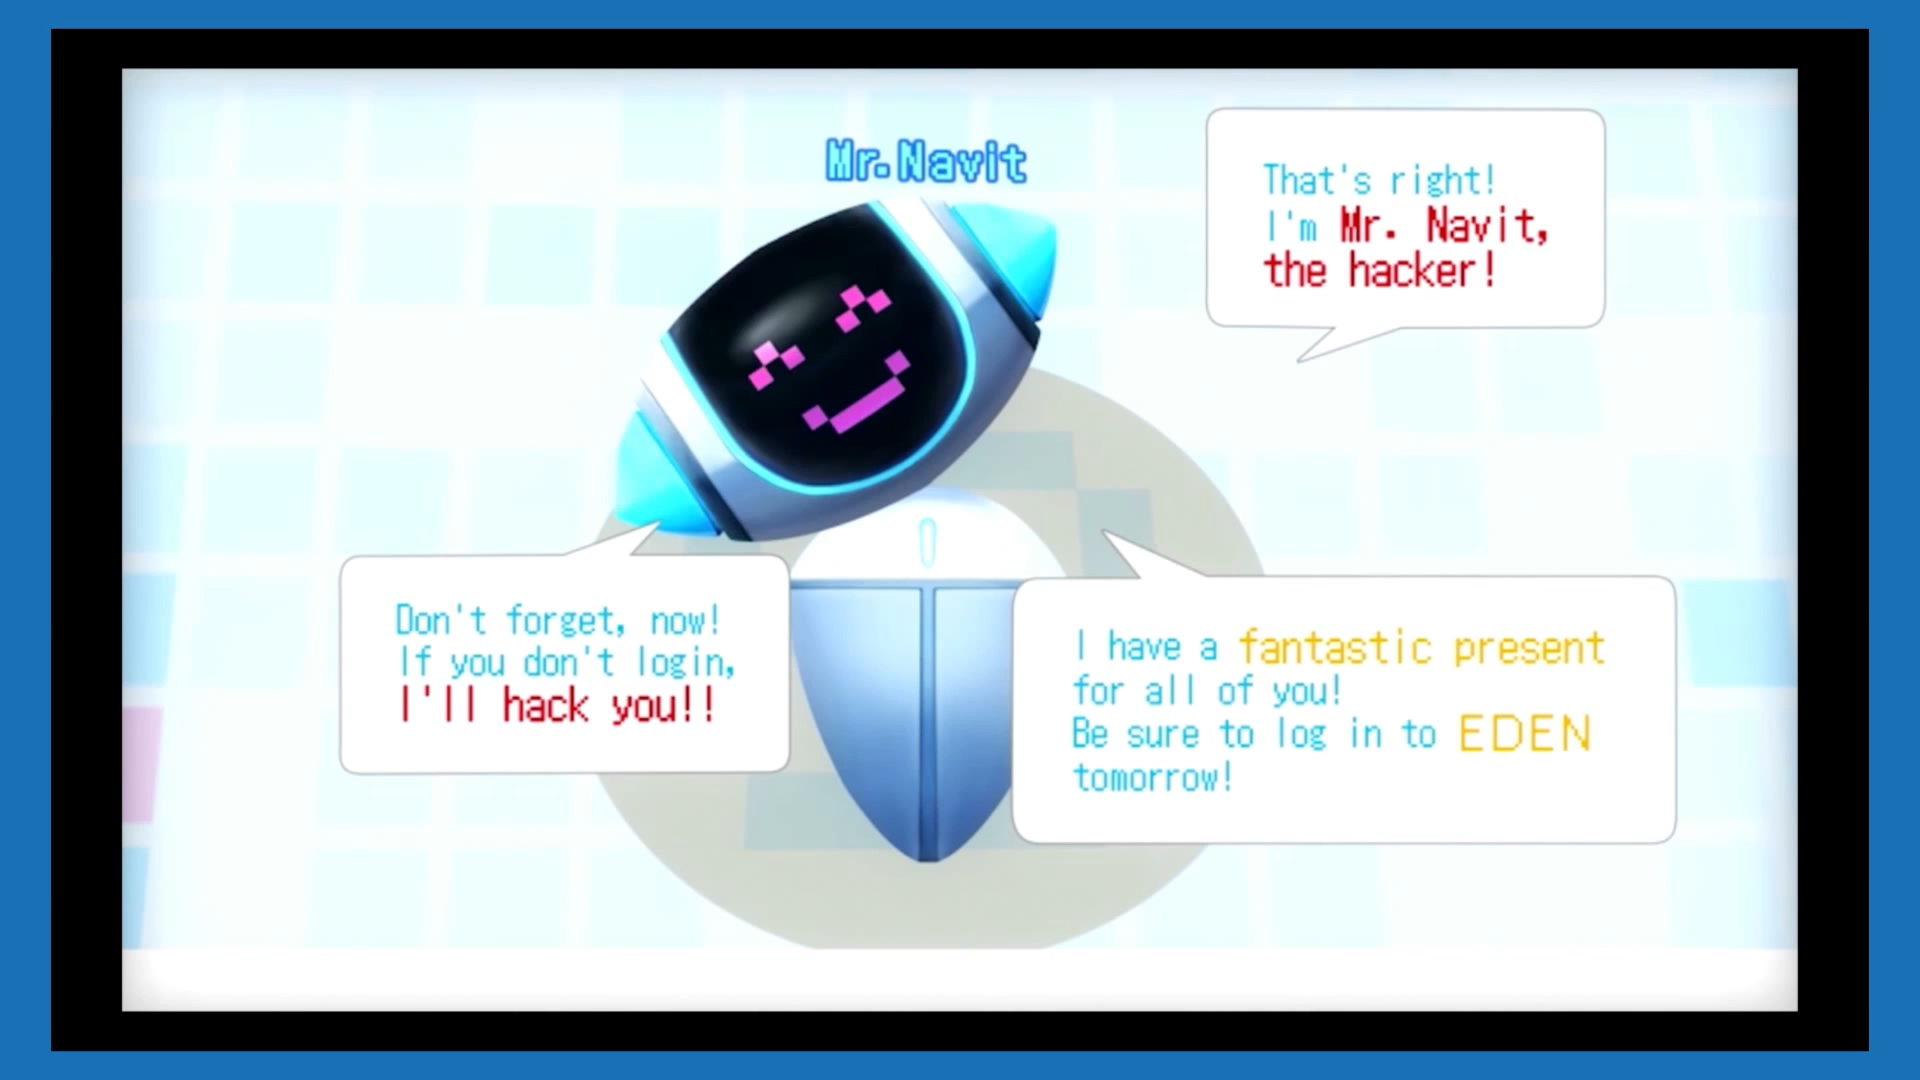 Mr.Navit
That's right!
I'm Mr. Navit,
the hacker!
I have a fantastic present
for all of you!
Be sure to log in to EDEN
tomorrow!
Don't forget, now!
If you don't login,
I'll hack you!!